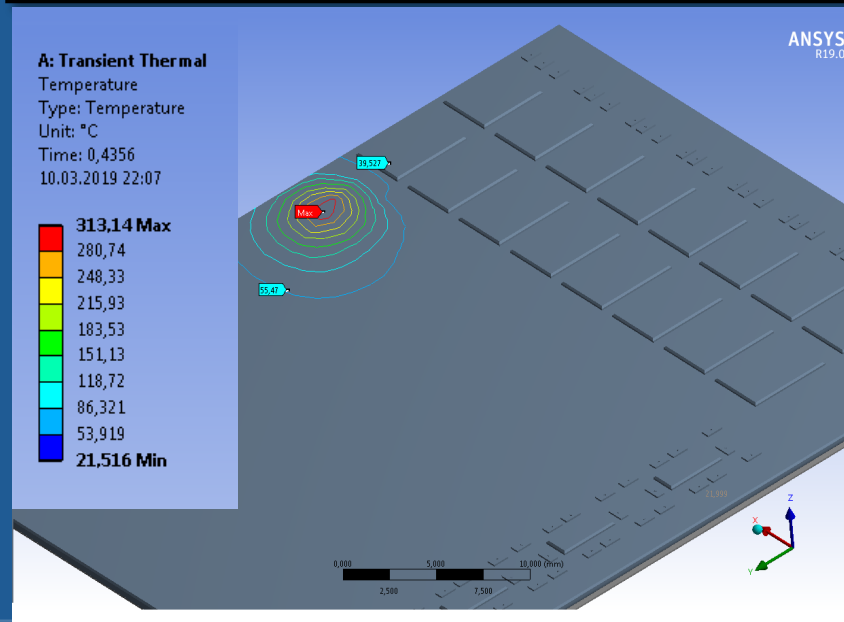 A: Transient Thermal
Temperature
Type: Temperature
Unit: °C
Time: 0,4356
10.03.2019 22:07
313,14 Max
280,74
248,33
215,93
183,53
151,13
118,72
86,321
53,919
21,516 Min
ANSYS
R19.0
39,527
Max
55,47
0,000
5,000
10,000 (mm)
2,500
7,500
Z
X
Y